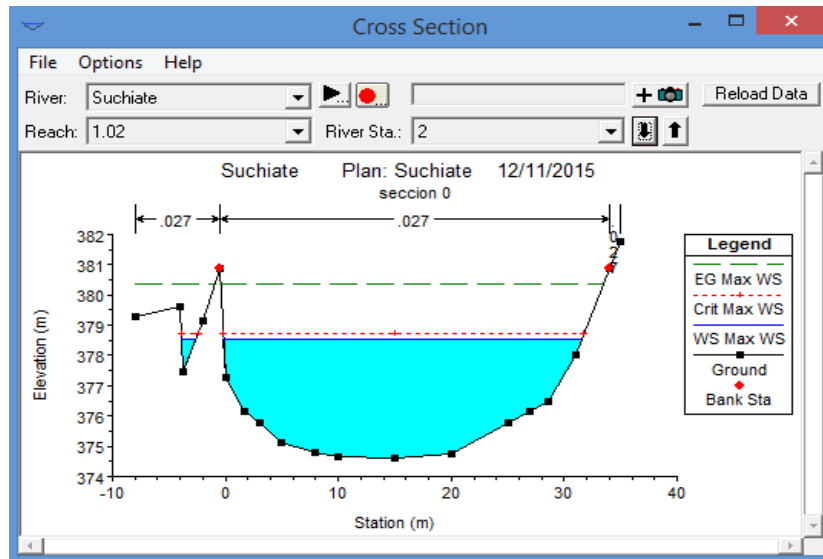 Cross Section
File Options Help
River: Suchiate Reload Data
Reach: 1.02 River Sta.: 2
Suchiate Plan: Suchiate 12/11/2015
seccion 0
.027 .027 .027
382
381
380
379
378
377
376
375
374
Elevation (m)
-10 0 10 20 30 40
Station (m)
Legend
EG Max WS
Crit Max WS
WS Max WS
Ground
Bank Sta